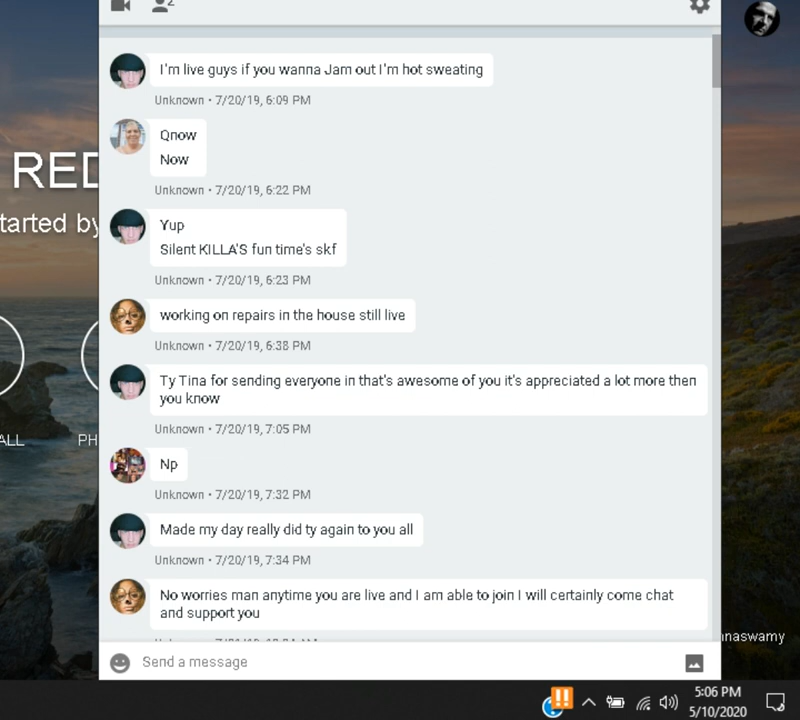 2
I'm live guys if you wanna Jam out I'm hot sweating
Unknown • 7/20/19, 6:09 PM
Qnow
Now
Unknown • 7/20/19, 6:22 PM
RED
tarted by
Yup
Silent KILLA'S fun time's skf
Unknown • 7/20/19, 6:23 PM
working on repairs in the house still live
Unknown • 7/20/19, 6:38 PM
Ty Tina for sending everyone in that's awesome of you it's appreciated a lot more then
you know
Unknown • 7/20/19, 7:05 PM
ALL
PH
Np
Unknown • 7/20/19, 7:32 PM
Made my day really did ty again to you all
Unknown • 7/20/19, 7:34 PM
No worries man anytime you are live and I am able to join I will certainly come chat
and support you
nnaswamy
Send a message
5:06 PM
5/10/2020